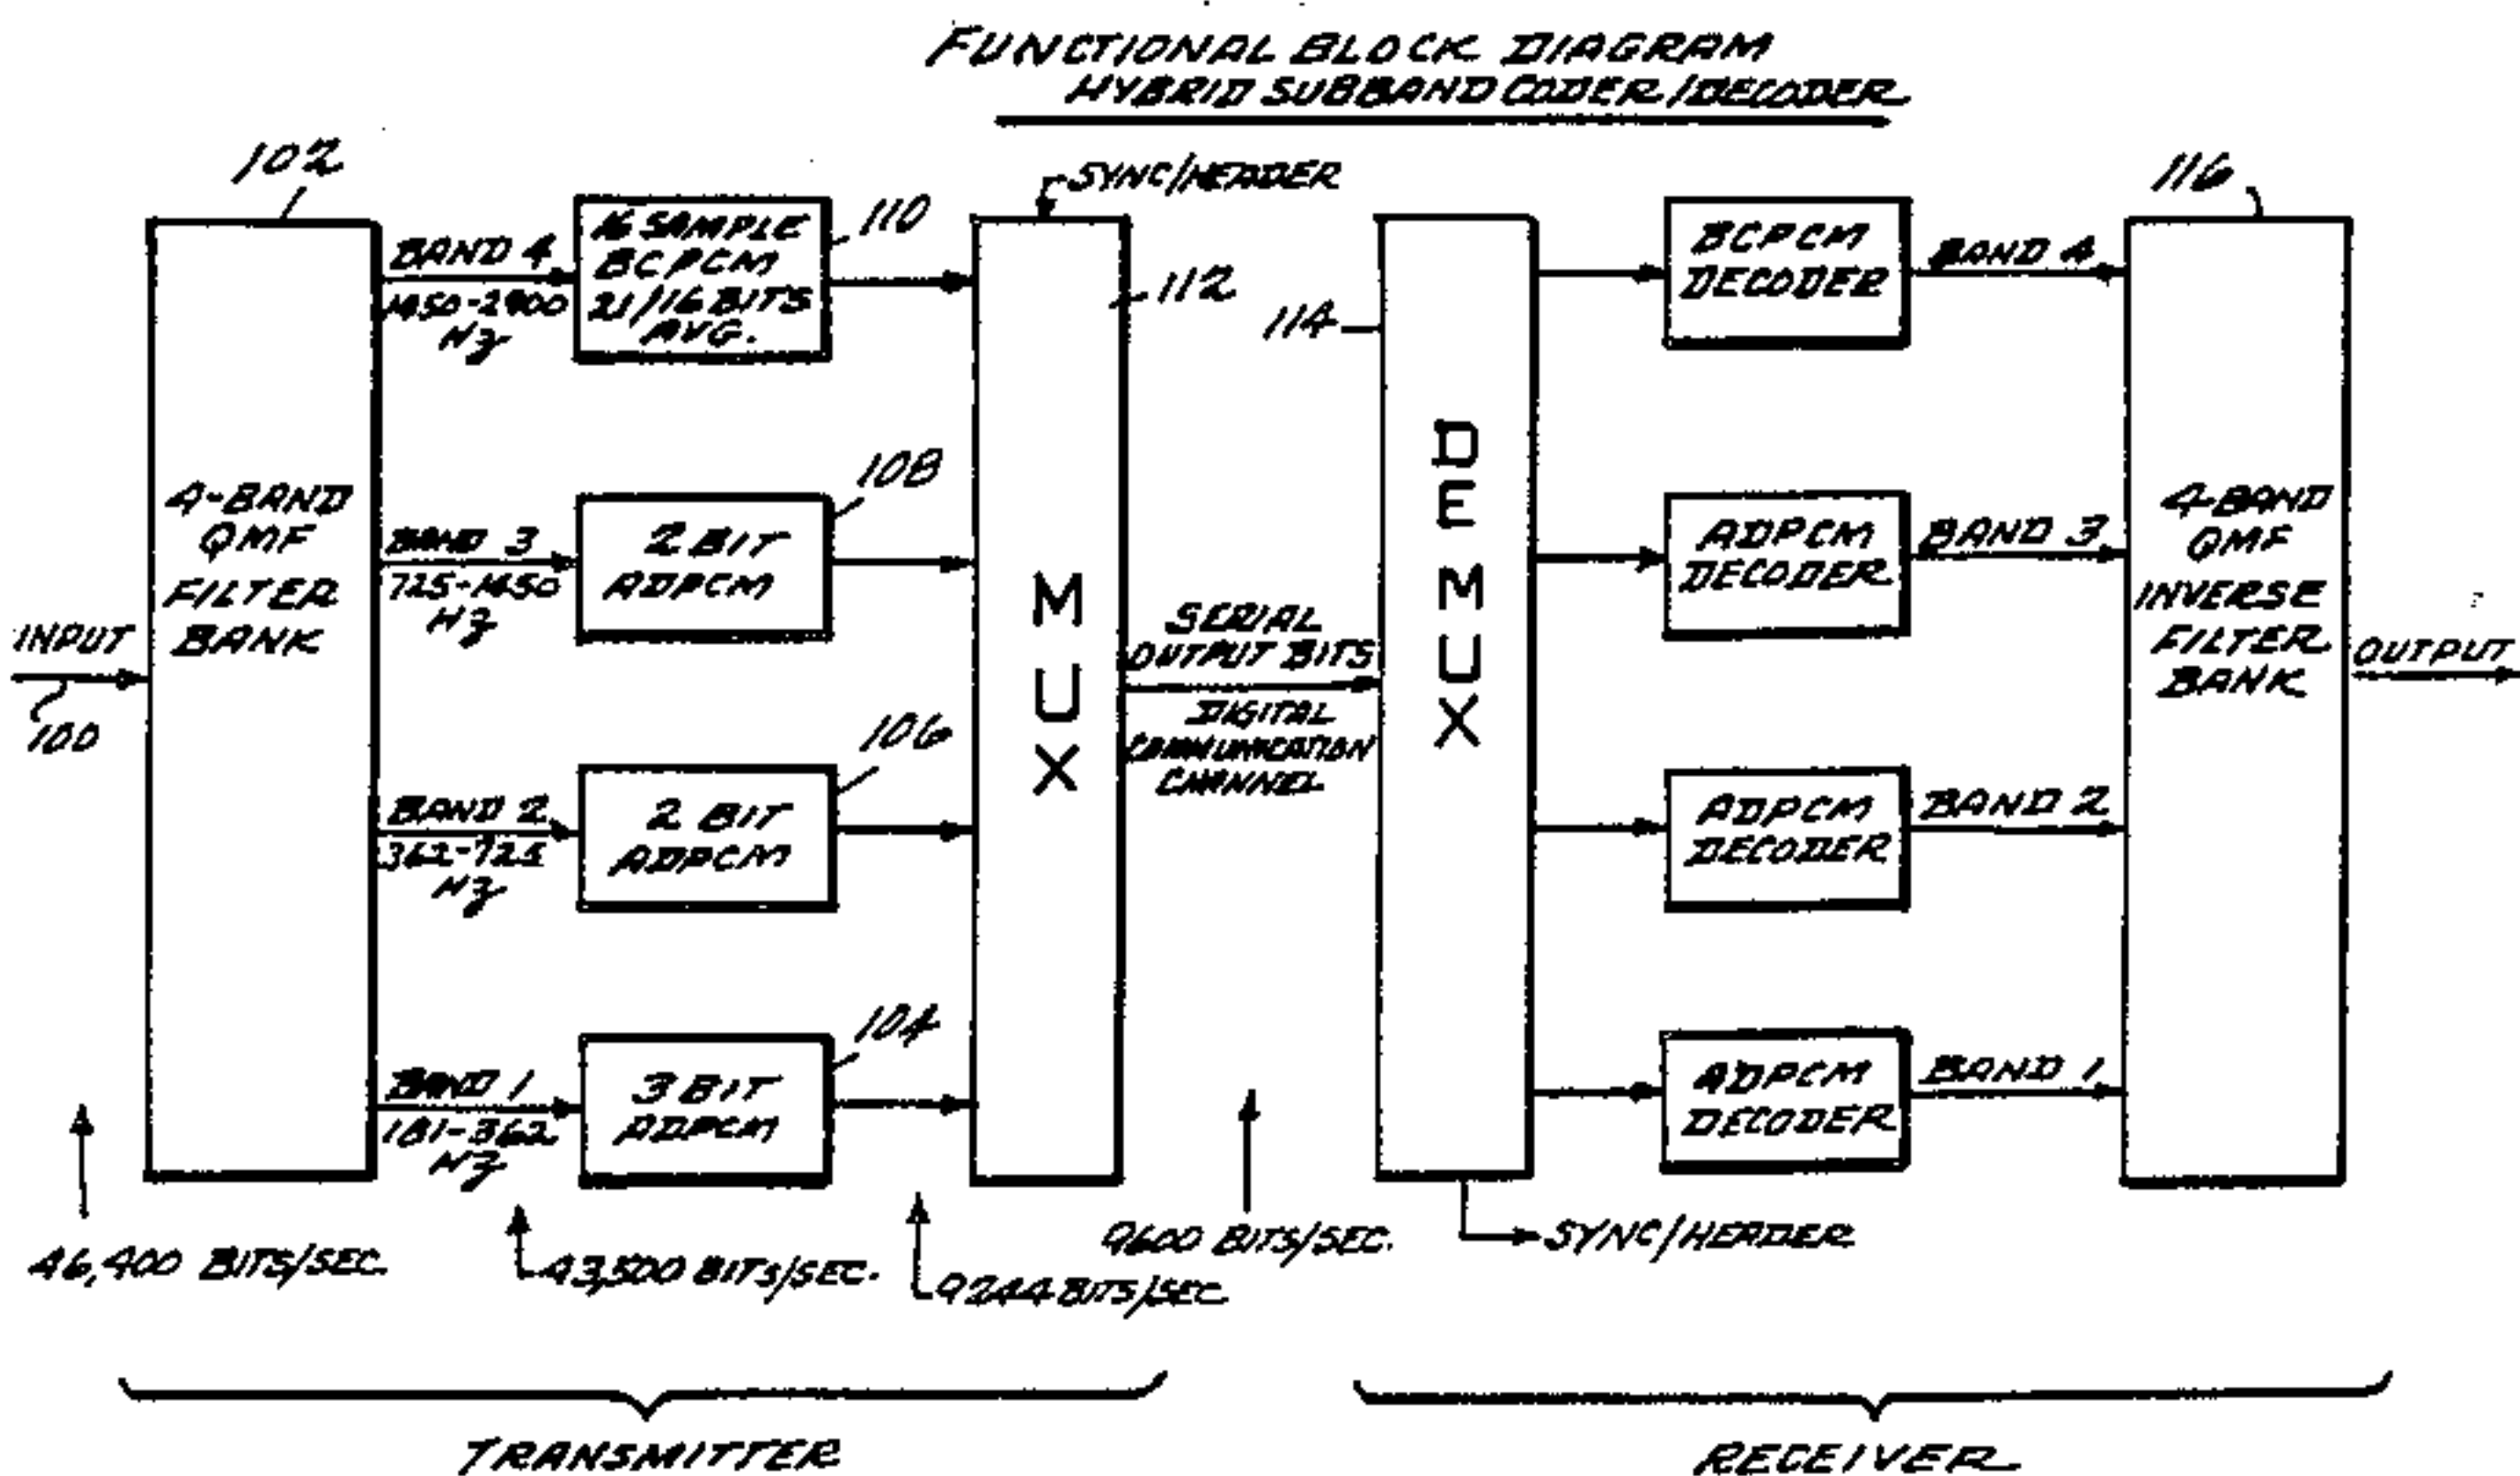 FUNCTIONAL BLOCK DIAGRAM
HYBRID SUBBAND CODER/DECODER
102
4-BAND
QMF
FILTER
BANK
INPUT
100
BAND 4
1450-2900
Hz
16 SAMPLE
BCPCM
21/16 BITS
AVG.
110
BAND 3
725-1450
Hz
2 BIT
ADPCM
108
BAND 2
362-725
Hz
2 BIT
ADPCM
106
BAND 1
181-362
Hz
3 BIT
ADPCM
104
SYNC/HEADER
MUX
112
SERIAL
OUTPUT BITS
DIGITAL
COMMUNICATION
CHANNEL
114
DEMUX
SYNC/HEADER
BCPCM
DECODER
BAND 4
ADPCM
DECODER
BAND 3
ADPCM
DECODER
BAND 2
ADPCM
DECODER
BAND 1
116
4-BAND
QMF
INVERSE
FILTER
BANK
OUTPUT
46,400 BITS/SEC.
43,500 BITS/SEC.
9244 BITS/SEC.
9600 BITS/SEC.
TRANSMITTER
RECEIVER